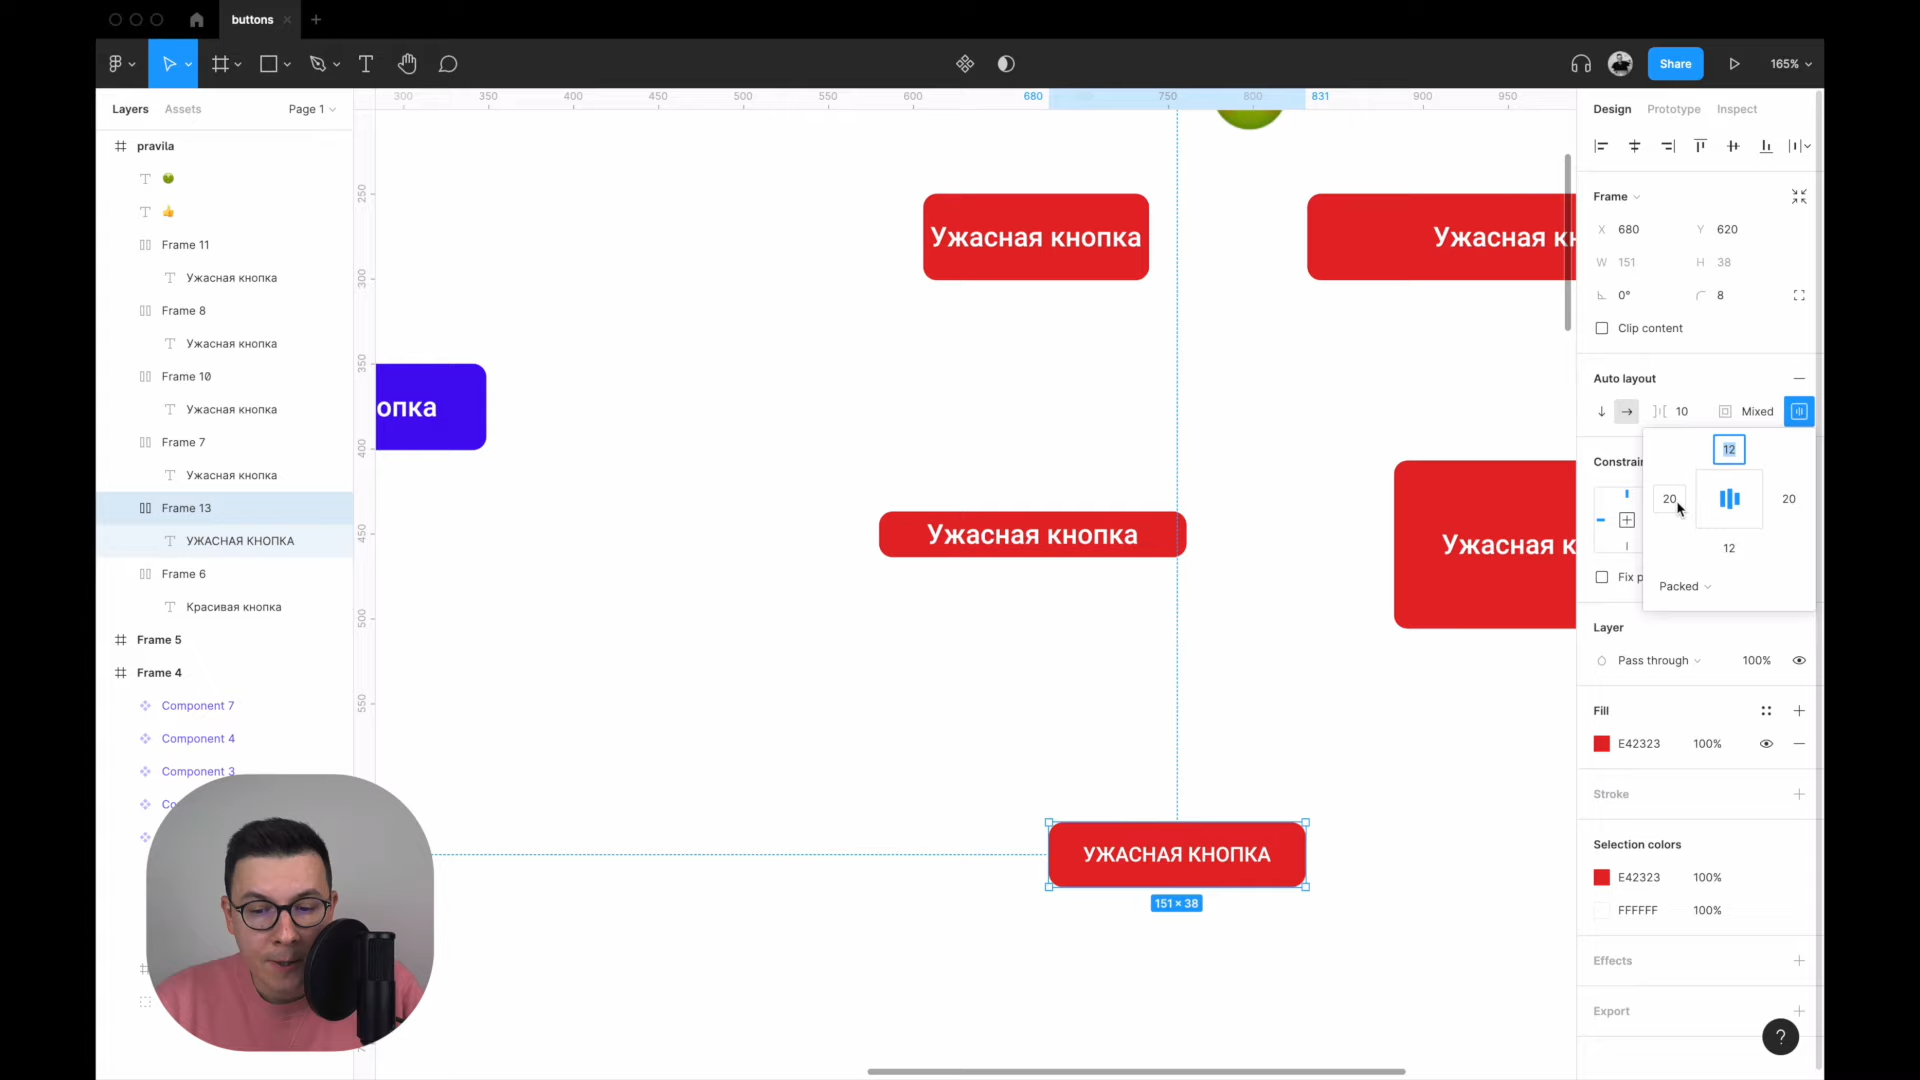 buttons
Share
165%
Layers
Assets
Page 1
300
350
400
450
500
550
600
680
750
800
831
900
950
Design
Prototype
Inspect
pravila
Frame 11
Ужасная кнопка
Frame 8
Ужасная кнопка
Frame 10
Ужасная кнопка
Frame 7
Ужасная кнопка
Frame 13
УЖАСНАЯ КНОПКА
Frame 6
Красивая кнопка
Frame 5
Frame 4
Component 7
Component 4
Component 3
Co
250
300
350
400
450
500
550
Ужасная кнопка
Ужасная кн
опка
Ужасная кнопка
Ужасная к
УЖАСНАЯ КНОПКА
151 × 38
Frame
X 680
Y 620
W 151
H 38
0°
8
Clip content
Auto layout
10
Mixed
12
Constrai
20
20
12
Fix p
Packed
Layer
Pass through
100%
Fill
E42323
100%
Stroke
Selection colors
E42323
100%
FFFFFF
100%
Effects
Export
?